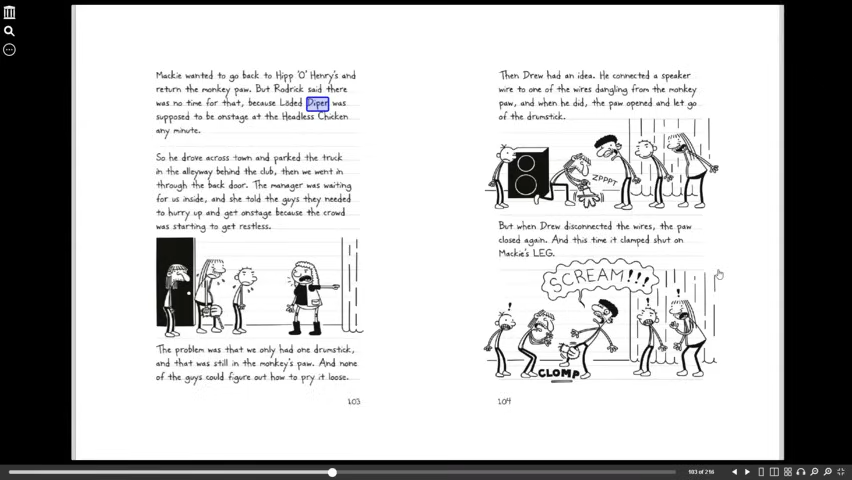 Mackie wanted to go back to Hipp 'O' Henry's and
return the monkey paw. But Rodrick said there
was no time for that, because Löded Diper was
supposed to be onstage at the Headless Chicken
any minute.
So he drove across town and parked the truck
in the alleyway behind the club, then we went in
through the back door. The manager was waiting
for us inside, and she told the guys they needed
to hurry up and get onstage because the crowd
was starting to get restless.
The problem was that we only had one drumstick,
and that was still in the monkey's paw. And none
of the guys could figure out how to pry it loose.
103
Then Drew had an idea. He connected a speaker
wire to one of the wires dangling from the monkey
paw, and when he did, the paw opened and let go
of the drumstick.
ZPPPT
But when Drew disconnected the wires, the paw
closed again. And this time it clamped shut on
Mackie's LEG.
SCREAM!!!
! ! !
CLOMP
104
103 of 216